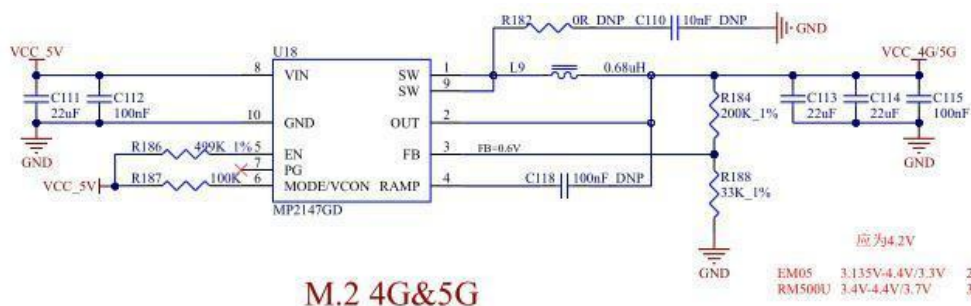 R182 0R_DNP C110 10nF_DNP
GND
VCC_5V
U18
VCC_4G/5G
8 VIN SW 1 L9 0.68uH
SW 9
C111
22uF
C112
100nF
R184
200K_1%
C113
22uF
C114
22uF
C115
100nF
10 GND OUT 2
GND
R186 499K_1% 5 EN FB 3 FB=0.6V
7 PG
VCC_5V R187 100K 6 MODE/VCON RAMP 4 C118 100nF_DNP
MP2147GD
R188
33K_1%
GND
GND
应为4.2V
EM05 3.135V-4.4V/3.3V 2
RM500U 3.4V-4.4V/3.7V 3
M.2 4G&5G